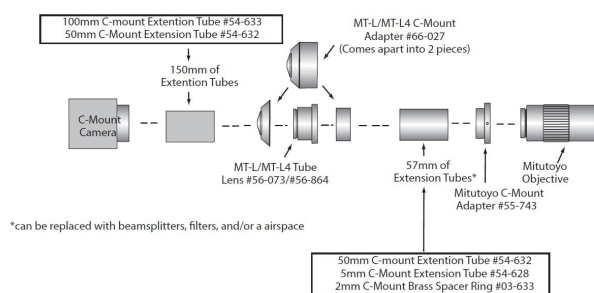 100mm C-mount Extention Tube #54-633
50mm C-Mount Extension Tube #54-632
MT-L/MT-L4 C-Mount
Adapter #66-027
(Comes apart into 2 pieces)
150mm of
Extention Tubes
C-Mount
Camera
MT-L/MT-L4 Tube
Lens #56-073/#56-864
57mm of
Extension Tubes*
Mitutoyo C-Mount
Adapter #55-743
Mitutoyo
Objective
*can be replaced with beamsplitters, filters, and/or a airspace
50mm C-mount Extention Tube #54-632
5mm C-Mount Extension Tube #54-628
2mm C-Mount Brass Spacer Ring #03-633